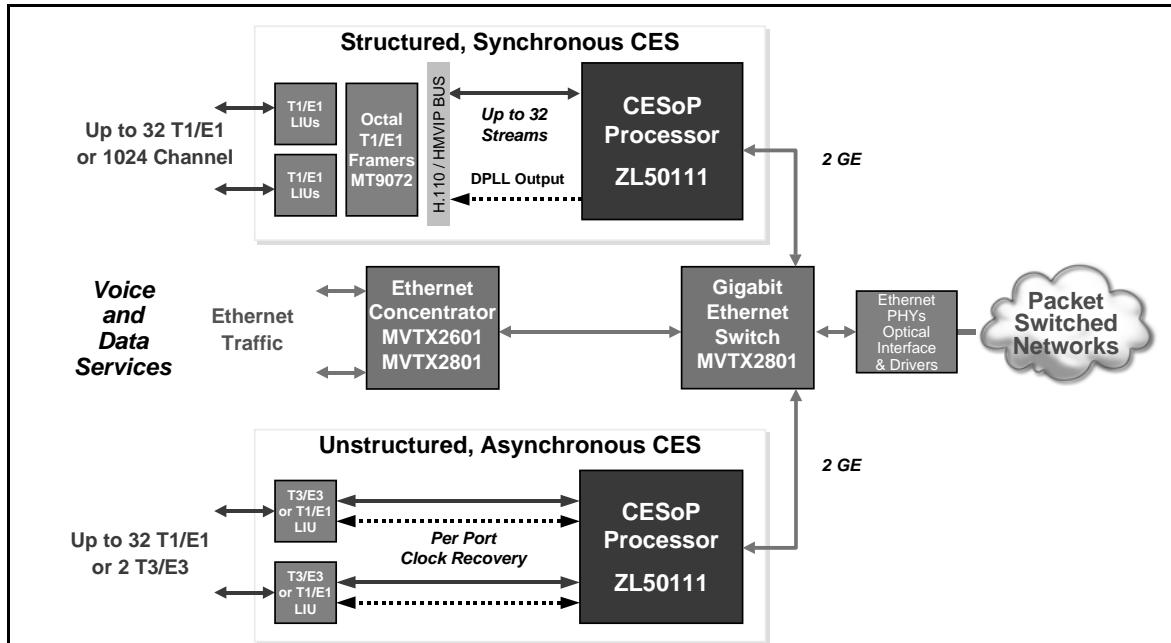 Structured, Synchronous CES
Up to 32 T1/E1
or 1024 Channel
T1/E1
LIUs
T1/E1
LIUs
Octal
T1/E1
Framers
MT9072
H.110 / HMVIP BUS
Up to 32
Streams
DPLL Output
CESoP
Processor
ZL50111
2 GE
Voice
and
Data
Services
Ethernet
Traffic
Ethernet
Concentrator
MVTX2601
MVTX2801
Gigabit
Ethernet
Switch
MVTX2801
Ethernet
PHYs
Optical
Interface
& Drivers
Packet
Switched
Networks
Unstructured, Asynchronous CES
2 GE
Up to 32 T1/E1
or 2 T3/E3
T3/E3
or T1/E1
LIU
T3/E3
or T1/E1
LIU
Per Port
Clock Recovery
CESoP
Processor
ZL50111